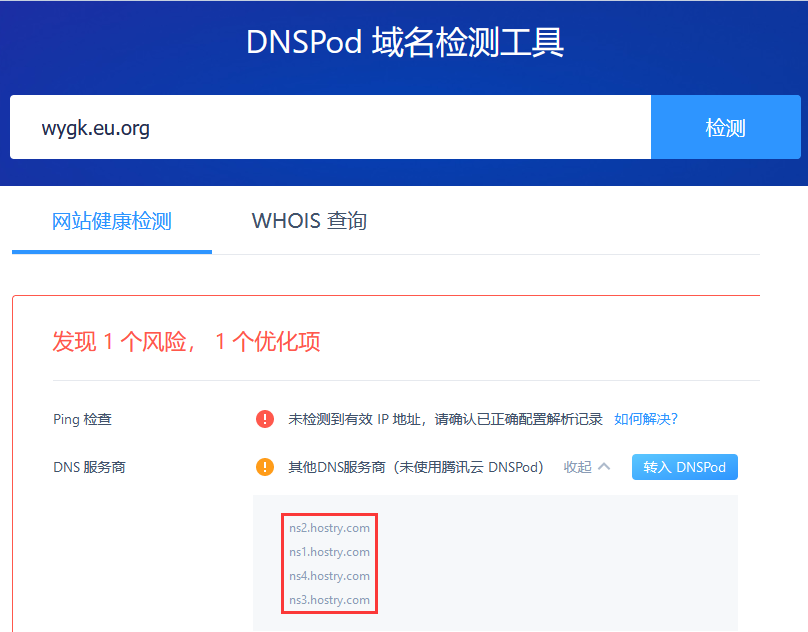 DNSPod 域名检测工具
wygk.eu.org
检测
网站健康检测 WHOIS 查询
发现 1 个风险， 1 个优化项
Ping 检查 未检测到有效 IP 地址，请确认已正确配置解析记录 如何解决?
DNS 服务商 其他DNS服务商（未使用腾讯云 DNSPod） 收起 转入 DNSPod
ns2.hostry.com
ns1.hostry.com
ns4.hostry.com
ns3.hostry.com